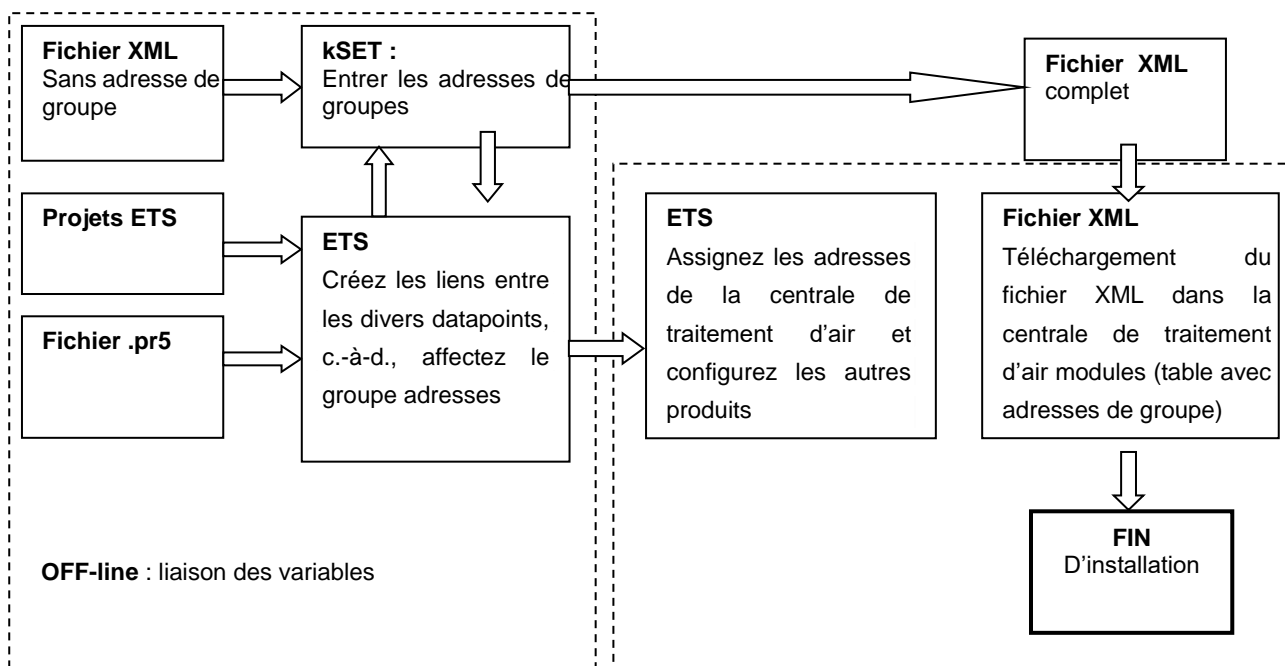 Fichier XML
Sans adresse de
groupe
kSET :
Entrer les adresses de
groupes
Fichier XML
complet
Projets ETS
Fichier .pr5
ETS
Créez les liens entre
les divers datapoints,
c.-à-d., affectez le
groupe adresses
ETS
Assignez les adresses
de la centrale de
traitement d'air et
configurez les autres
produits
Fichier XML
Téléchargement du
fichier XML dans la
centrale de traitement
d'air modules (table avec
adresses de groupe)
FIN
D'installation
OFF-line : liaison des variables